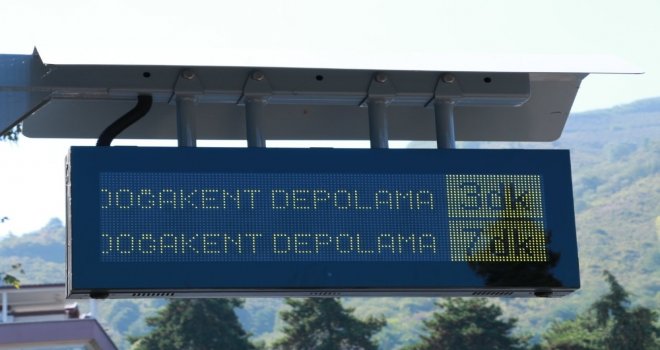 DOĞAKENT DEPOLAMA 3dk
DOĞAKENT DEPOLAMA 7dk